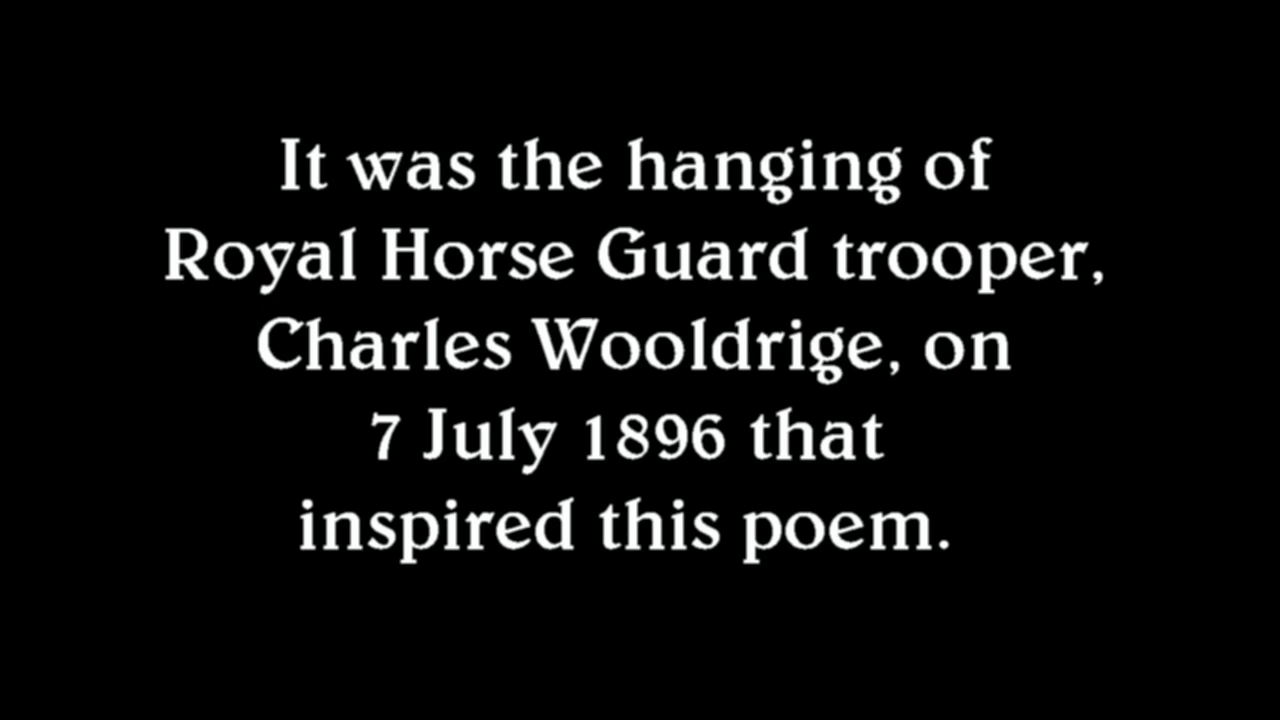 It was the hanging of
Royal Horse Guard trooper,
Charles Wooldrige, on
7 July 1896 that
inspired this poem.